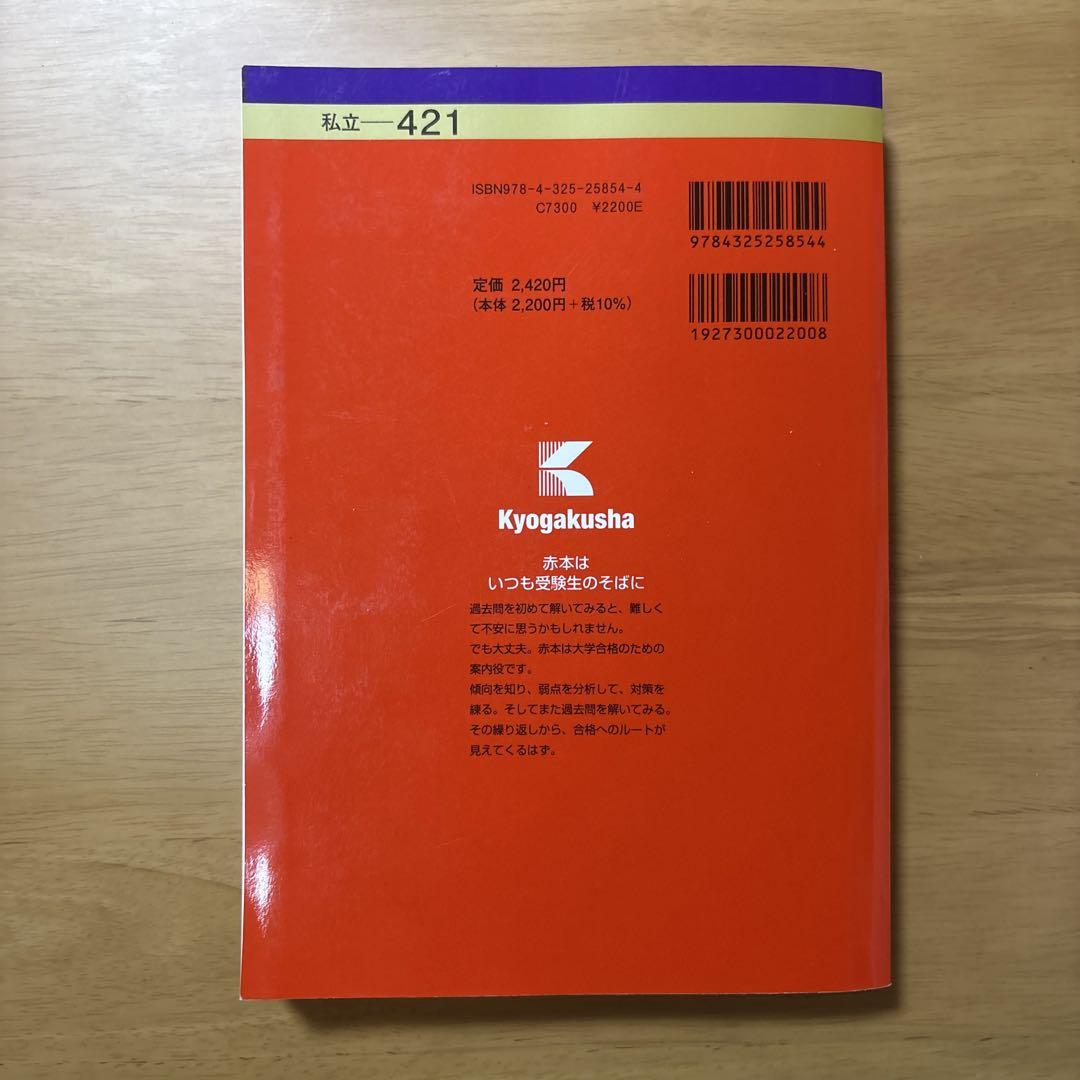 私立──421
ISBN978-4-325-25854-4
C7300 ¥2200E
9784325258544
定価 2,420円
(本体 2,200円+税10%)
1927300022008
Kyogakusha
赤本は
いつも受験生のそばに
過去問を初めて解いてみると、難しく
て不安に思うかもしれません。
でも大丈夫。赤本は大学合格のための
案内役です。
傾向を知り、弱点を分析して、対策を
練る。そしてまた過去問を解いてみる。
その繰り返しから、合格へのルートが
見えてくるはず。